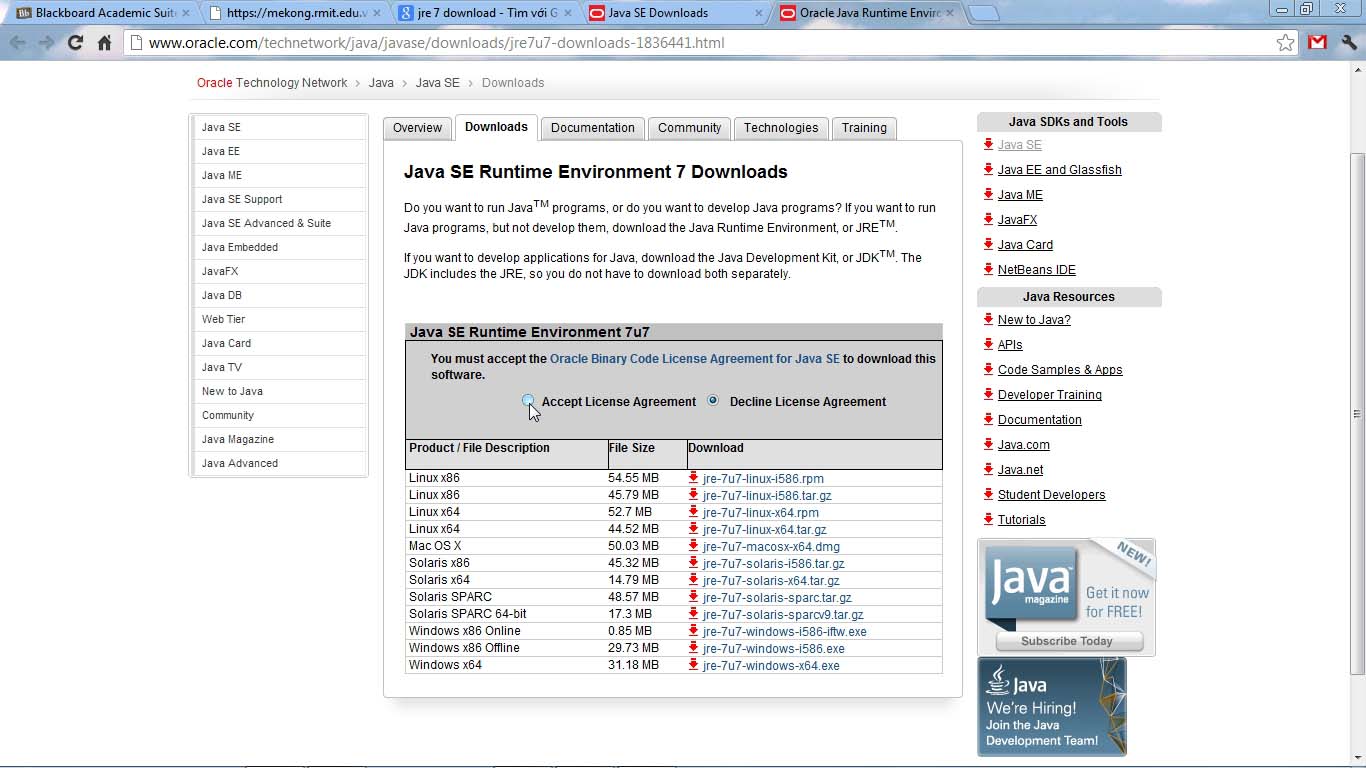 Blackboard Academic Suite
https://mekong.rmit.edu.v
jre 7 download - Tìm với G
Java SE Downloads
Oracle Java Runtime Enviro
www.oracle.com/technetwork/java/javase/downloads/jre7u7-downloads-1836441.html
Oracle Technology Network > Java > Java SE > Downloads
Java SE
Java EE
Java ME
Java SE Support
Java SE Advanced & Suite
Java Embedded
JavaFX
Java DB
Web Tier
Java Card
Java TV
New to Java
Community
Java Magazine
Java Advanced
Overview
Downloads
Documentation
Community
Technologies
Training
Java SE Runtime Environment 7 Downloads
Do you want to run Java™ programs, or do you want to develop Java programs? If you want to run
Java programs, but not develop them, download the Java Runtime Environment, or JRE™.
If you want to develop applications for Java, download the Java Development Kit, or JDK™. The
JDK includes the JRE, so you do not have to download both separately.
Java SE Runtime Environment 7u7
You must accept the Oracle Binary Code License Agreement for Java SE to download this
software.
Accept License Agreement Decline License Agreement
Product / File Description File Size Download
Linux x86 54.55 MB jre-7u7-linux-i586.rpm
Linux x86 45.79 MB jre-7u7-linux-i586.tar.gz
Linux x64 52.7 MB jre-7u7-linux-x64.rpm
Linux x64 44.52 MB jre-7u7-linux-x64.tar.gz
Mac OS X 50.03 MB jre-7u7-macosx-x64.dmg
Solaris x86 45.32 MB jre-7u7-solaris-i586.tar.gz
Solaris x64 14.79 MB jre-7u7-solaris-x64.tar.gz
Solaris SPARC 48.57 MB jre-7u7-solaris-sparc.tar.gz
Solaris SPARC 64-bit 17.3 MB jre-7u7-solaris-sparcv9.tar.gz
Windows x86 Online 0.85 MB jre-7u7-windows-i586-iftw.exe
Windows x86 Offline 29.73 MB jre-7u7-windows-i586.exe
Windows x64 31.18 MB jre-7u7-windows-x64.exe
Java SDKs and Tools
Java SE
Java EE and Glassfish
Java ME
JavaFX
Java Card
NetBeans IDE
Java Resources
New to Java?
APIs
Code Samples & Apps
Developer Training
Documentation
Java.com
Java.net
Student Developers
Tutorials
NEW!
Java™
magazine
Get it now
for FREE!
Subscribe Today
Java
We're Hiring!
Join the Java
Development Team!